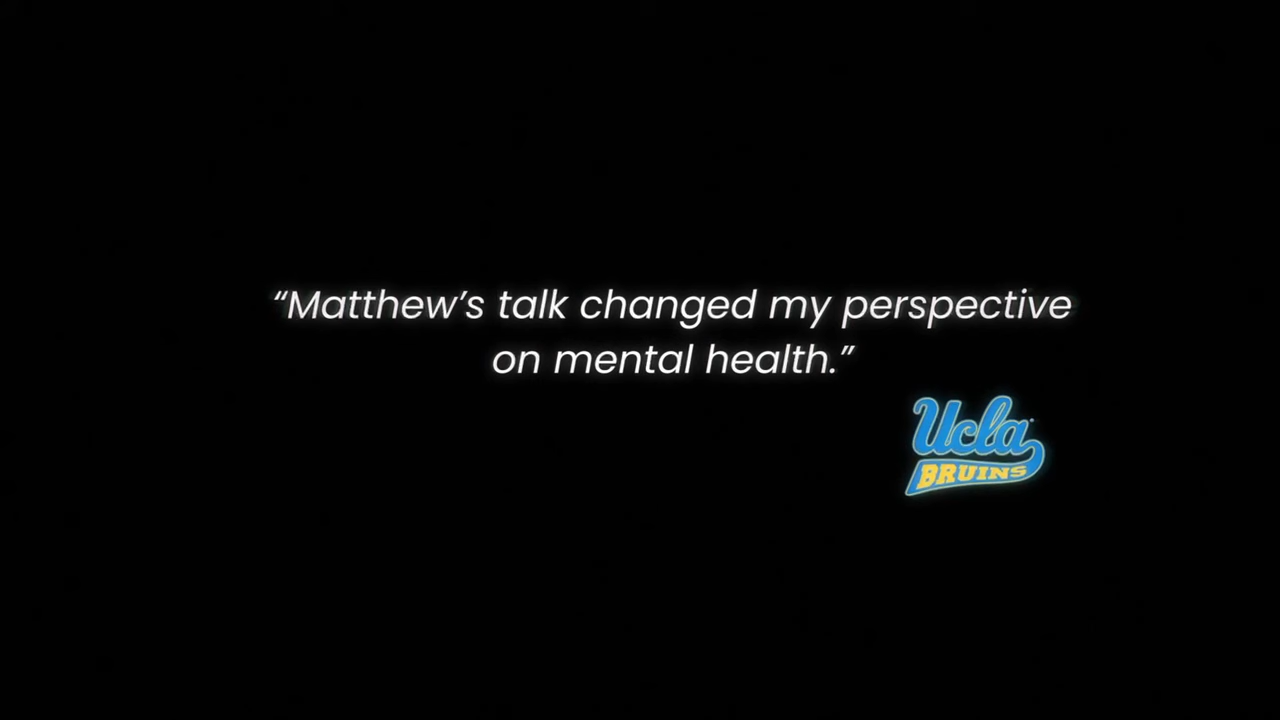 “Matthew’s talk changed my perspective
on mental health.”
Ucla
BRUINS